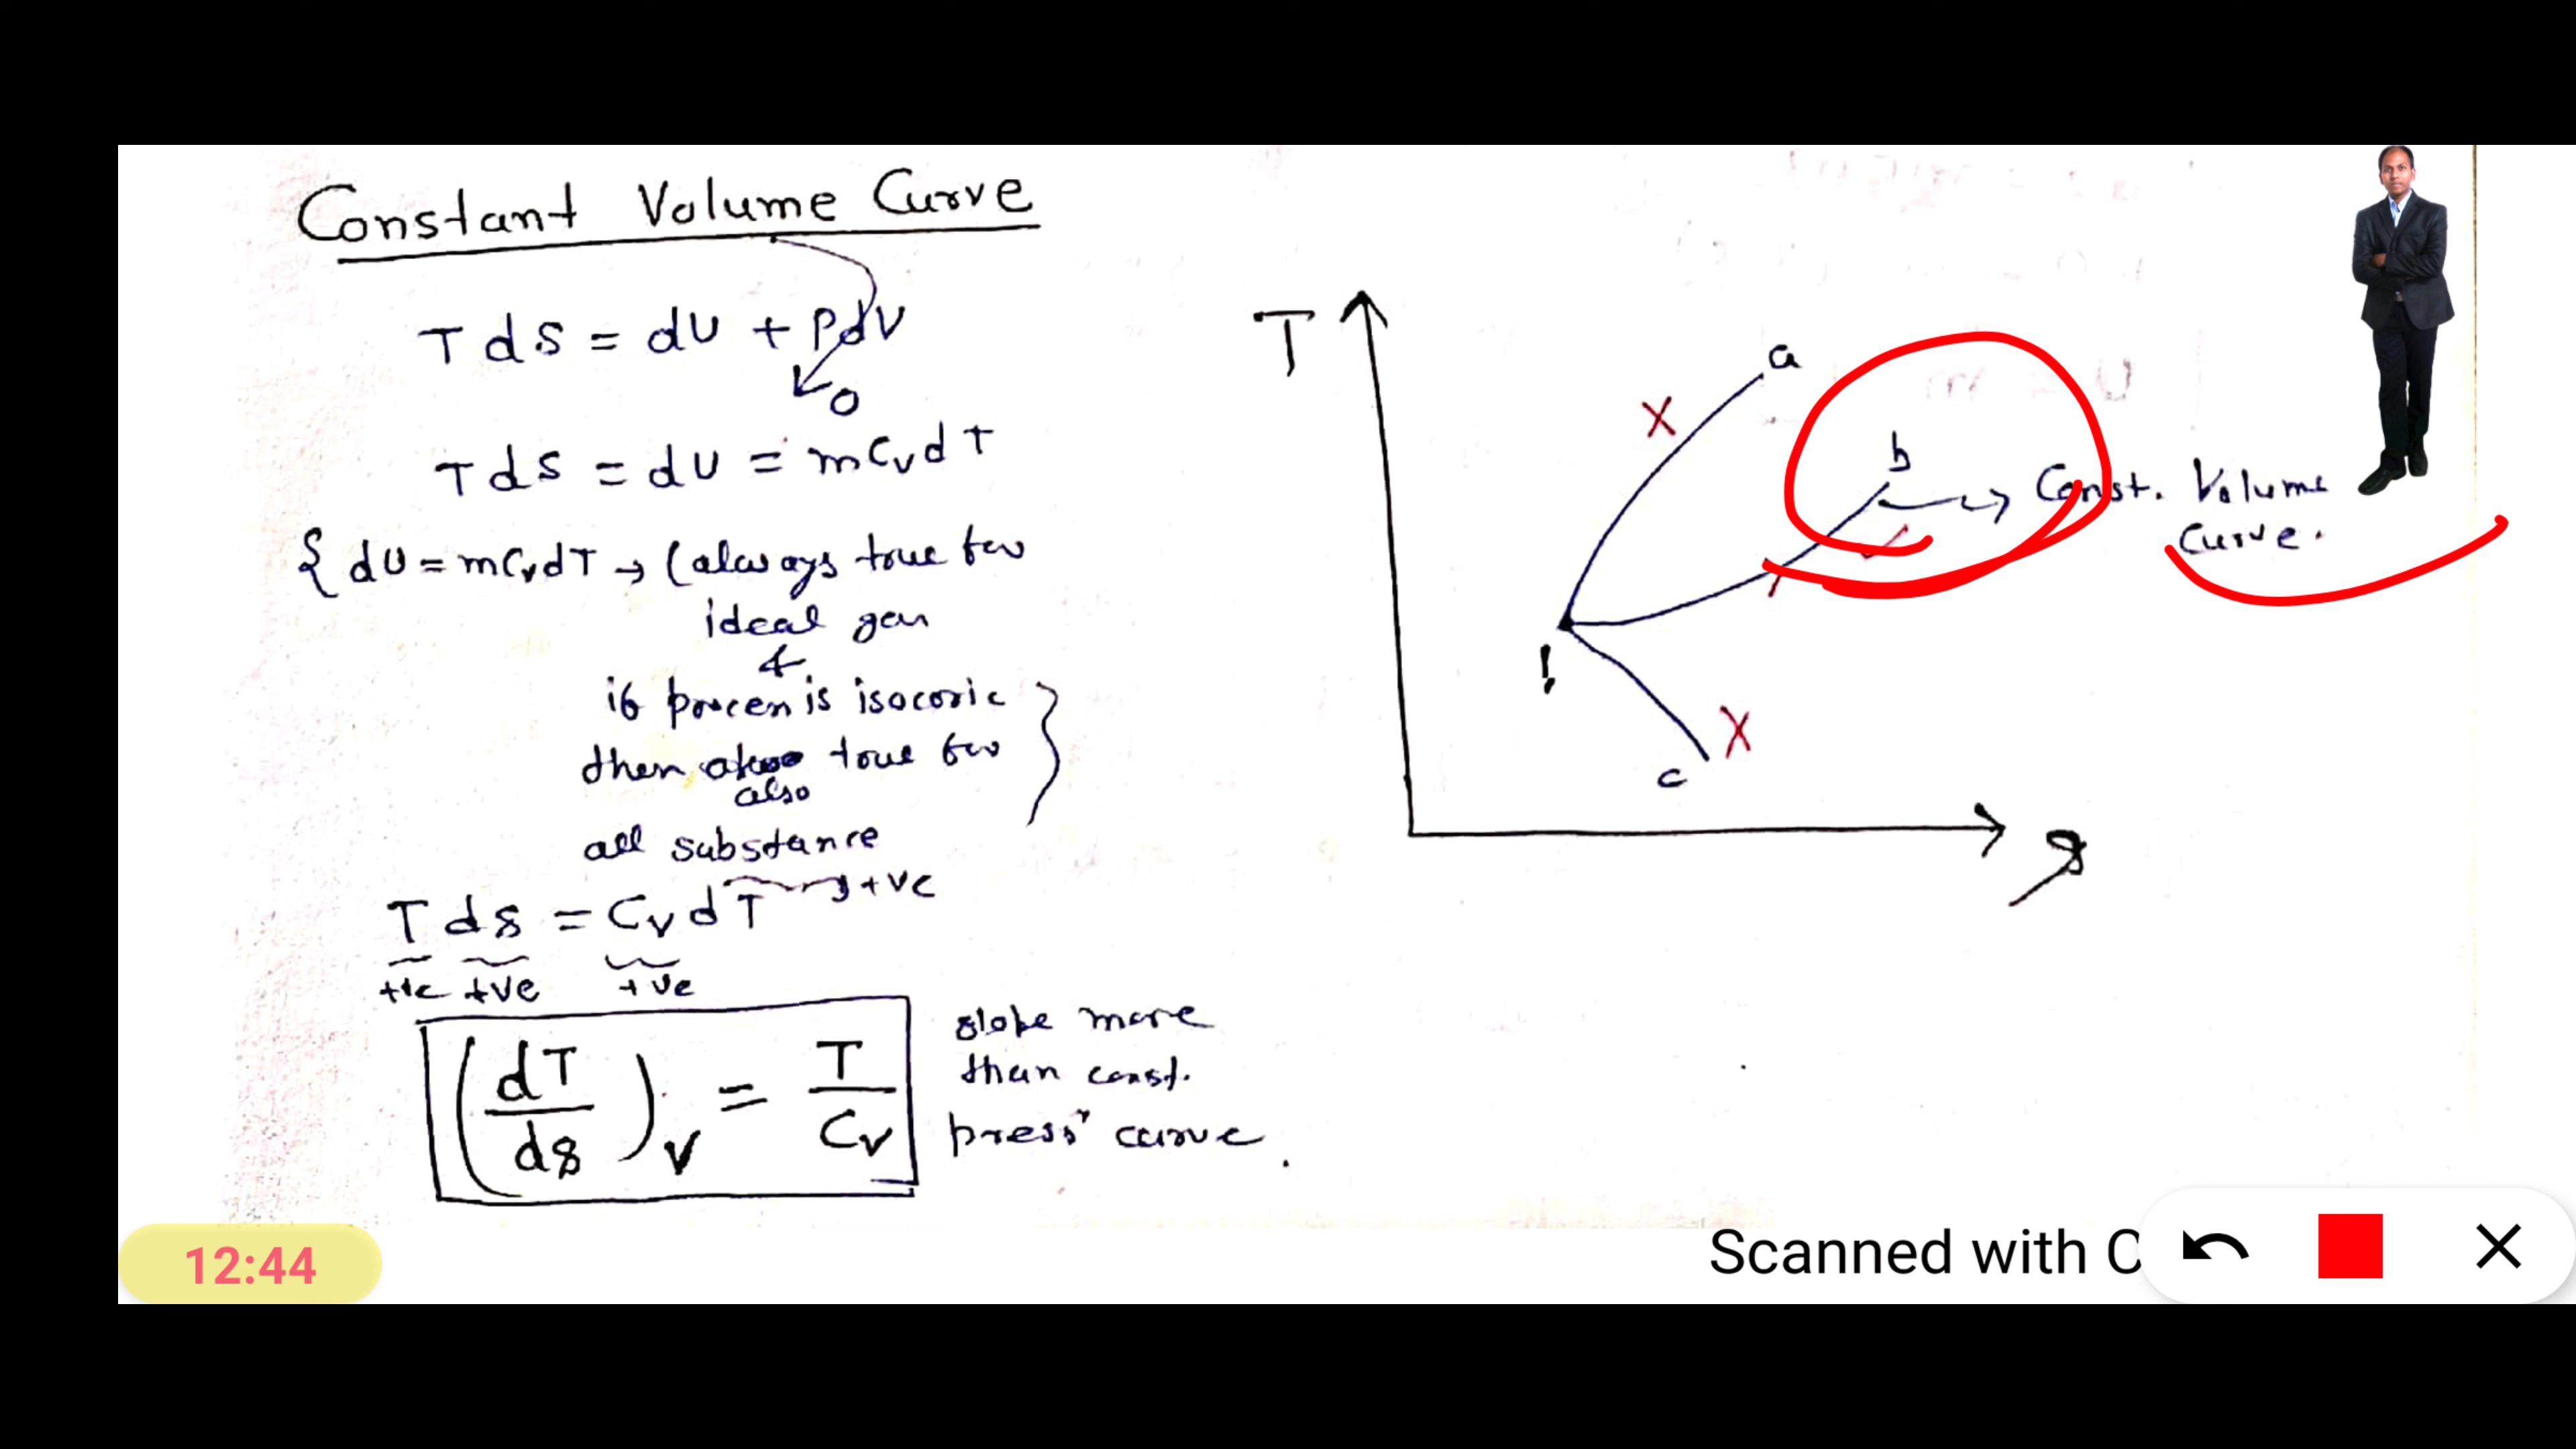 Constant Volume Curve
T dS = dU + PdV
0
T dS = dU = mCvdT
{ dU = mCvdT → (always true for
ideal gas
&
if process is isocoric
then also true for
also
all substance
}
T ds = Cv dT → +ve
+ve +ve +ve
(dT/ds)v = T/Cv
slope more
than const.
pressʳ curve.
T
a
X
b
→ Const. Volume
Curve.
1
X
c
s
12:44
Scanned with C